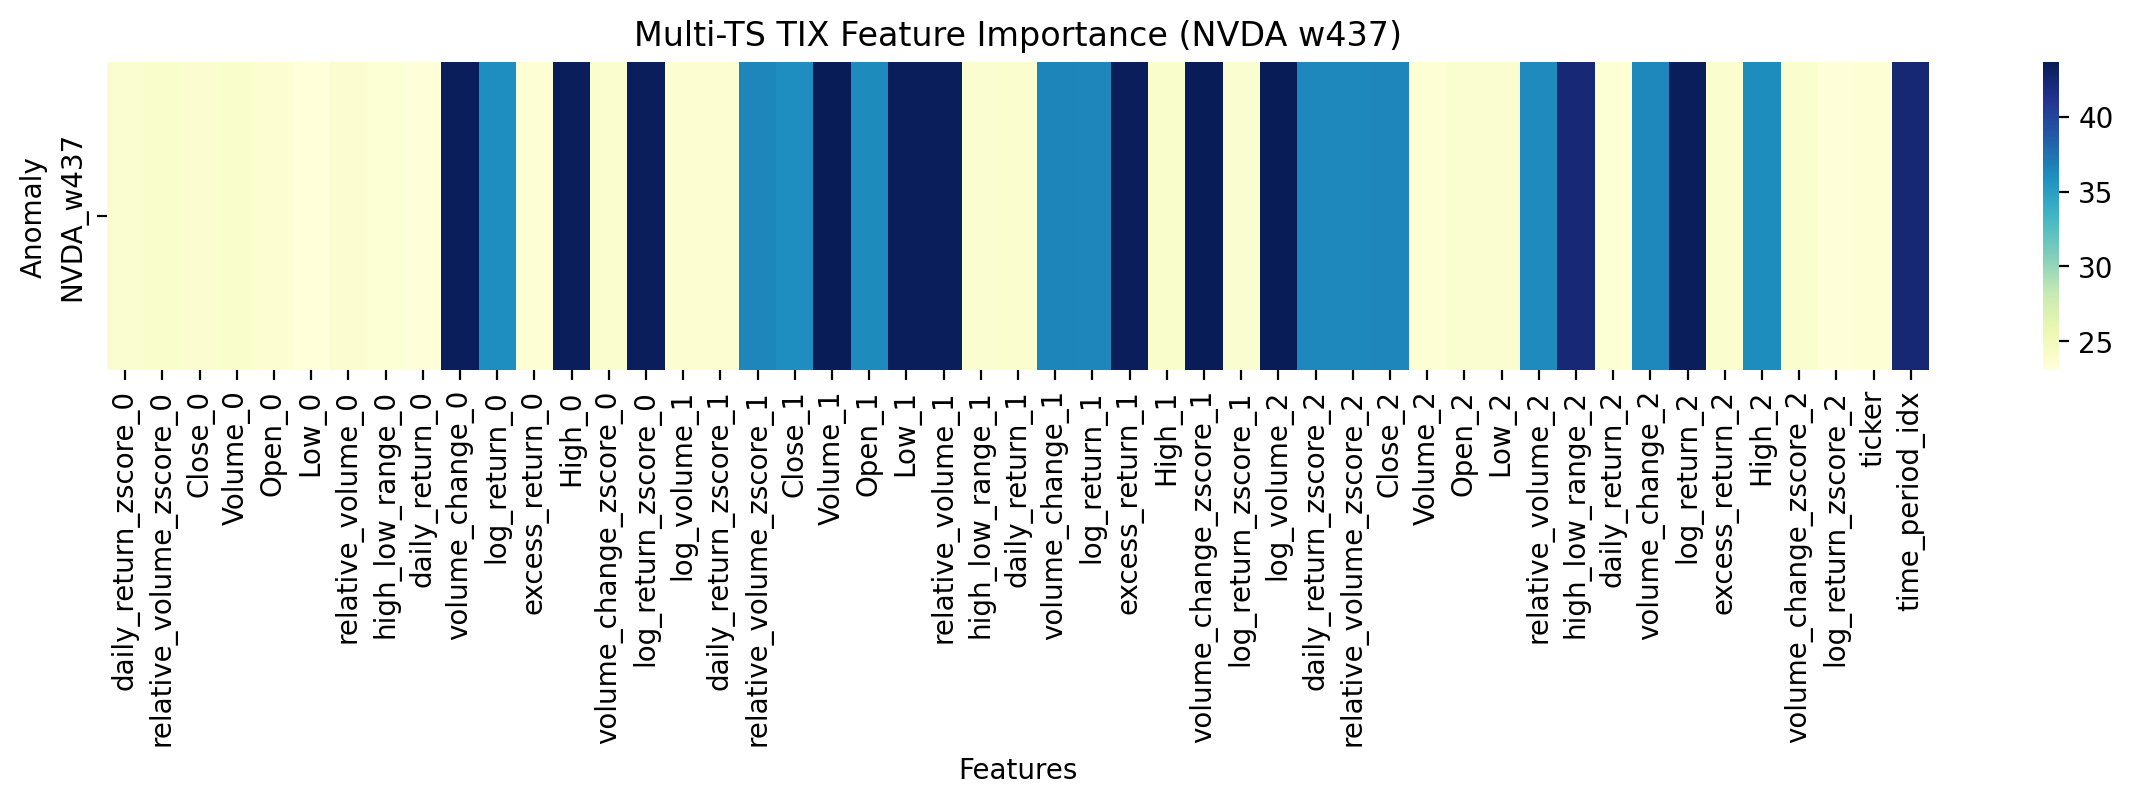 Multi-TS TIX Feature Importance (NVDA w437)
Anomaly
NVDA_w437
40
35
30
25
daily_return_zscore_0
relative_volume_zscore_0
Close_0
Volume_0
Open_0
Low_0
relative_volume_0
high_low_range_0
daily_return_0
volume_change_0
log_return_0
excess_return_0
High_0
volume_change_zscore_0
log_return_zscore_0
log_volume_1
daily_return_zscore_1
relative_volume_zscore_1
Close_1
Volume_1
Open_1
Low_1
relative_volume_1
high_low_range_1
daily_return_1
volume_change_1
log_return_1
excess_return_1
High_1
volume_change_zscore_1
log_return_zscore_1
log_volume_2
daily_return_zscore_2
relative_volume_zscore_2
Close_2
Volume_2
Open_2
Low_2
relative_volume_2
high_low_range_2
daily_return_2
volume_change_2
log_return_2
excess_return_2
High_2
volume_change_zscore_2
log_return_zscore_2
ticker
time_period_idx
Features